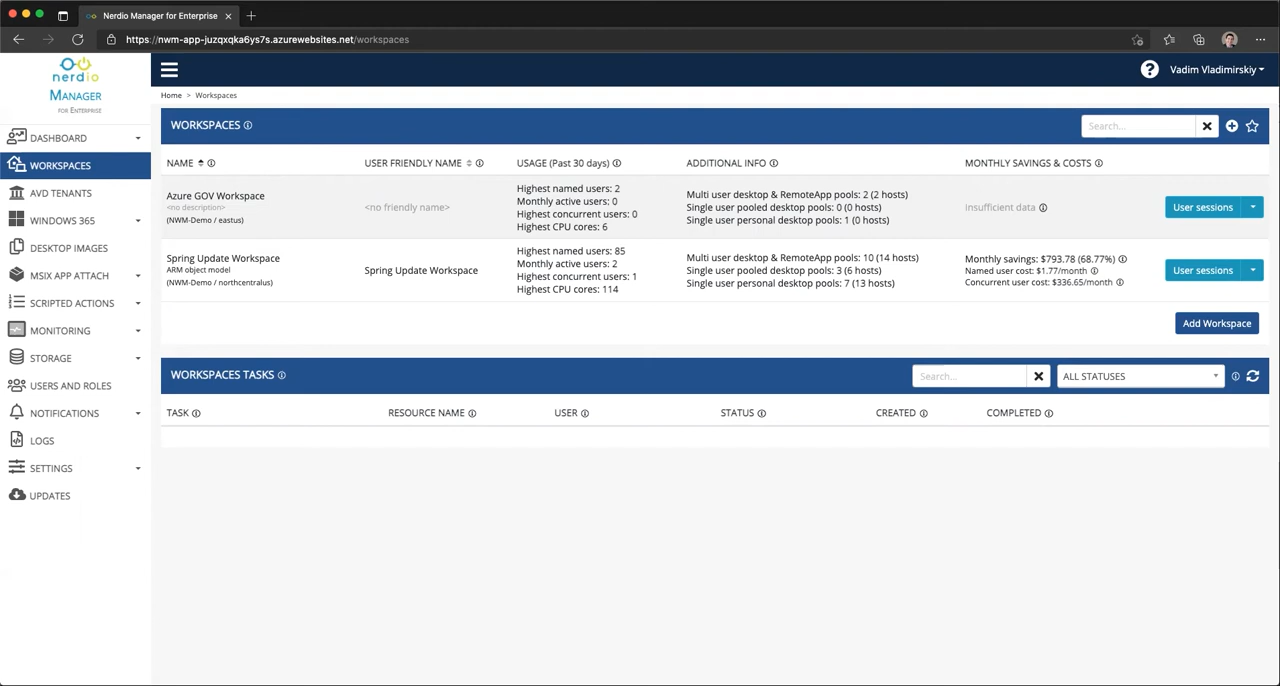 Nerdio Manager for Enterprise
https://nwm-app-juzqxqka6ys7s.azurewebsites.net/workspaces
nerdio
MANAGER
FOR ENTERPRISE
Vadim Vladimirskiy
DASHBOARD
WORKSPACES
AVD TENANTS
WINDOWS 365
DESKTOP IMAGES
MSIX APP ATTACH
SCRIPTED ACTIONS
MONITORING
STORAGE
USERS AND ROLES
NOTIFICATIONS
LOGS
SETTINGS
UPDATES
Home > Workspaces
WORKSPACES
Search...
NAME USER FRIENDLY NAME USAGE (Past 30 days) ADDITIONAL INFO MONTHLY SAVINGS & COSTS
Azure GOV Workspace
<no description>
(NWM-Demo / eastus)
<no friendly name>
Highest named users: 2
Monthly active users: 0
Highest concurrent users: 0
Highest CPU cores: 6
Multi user desktop & RemoteApp pools: 2 (2 hosts)
Single user pooled desktop pools: 0 (0 hosts)
Single user personal desktop pools: 1 (0 hosts)
insufficient data
User sessions
Spring Update Workspace
ARM object model
(NWM-Demo / northcentralus)
Spring Update Workspace
Highest named users: 85
Monthly active users: 2
Highest concurrent users: 1
Highest CPU cores: 114
Multi user desktop & RemoteApp pools: 10 (14 hosts)
Single user pooled desktop pools: 3 (6 hosts)
Single user personal desktop pools: 7 (13 hosts)
Monthly savings: $793.78 (68.77%)
Named user cost: $1.77/month
Concurrent user cost: $336.65/month
User sessions
Add Workspace
WORKSPACES TASKS
Search...
ALL STATUSES
TASK RESOURCE NAME USER STATUS CREATED COMPLETED